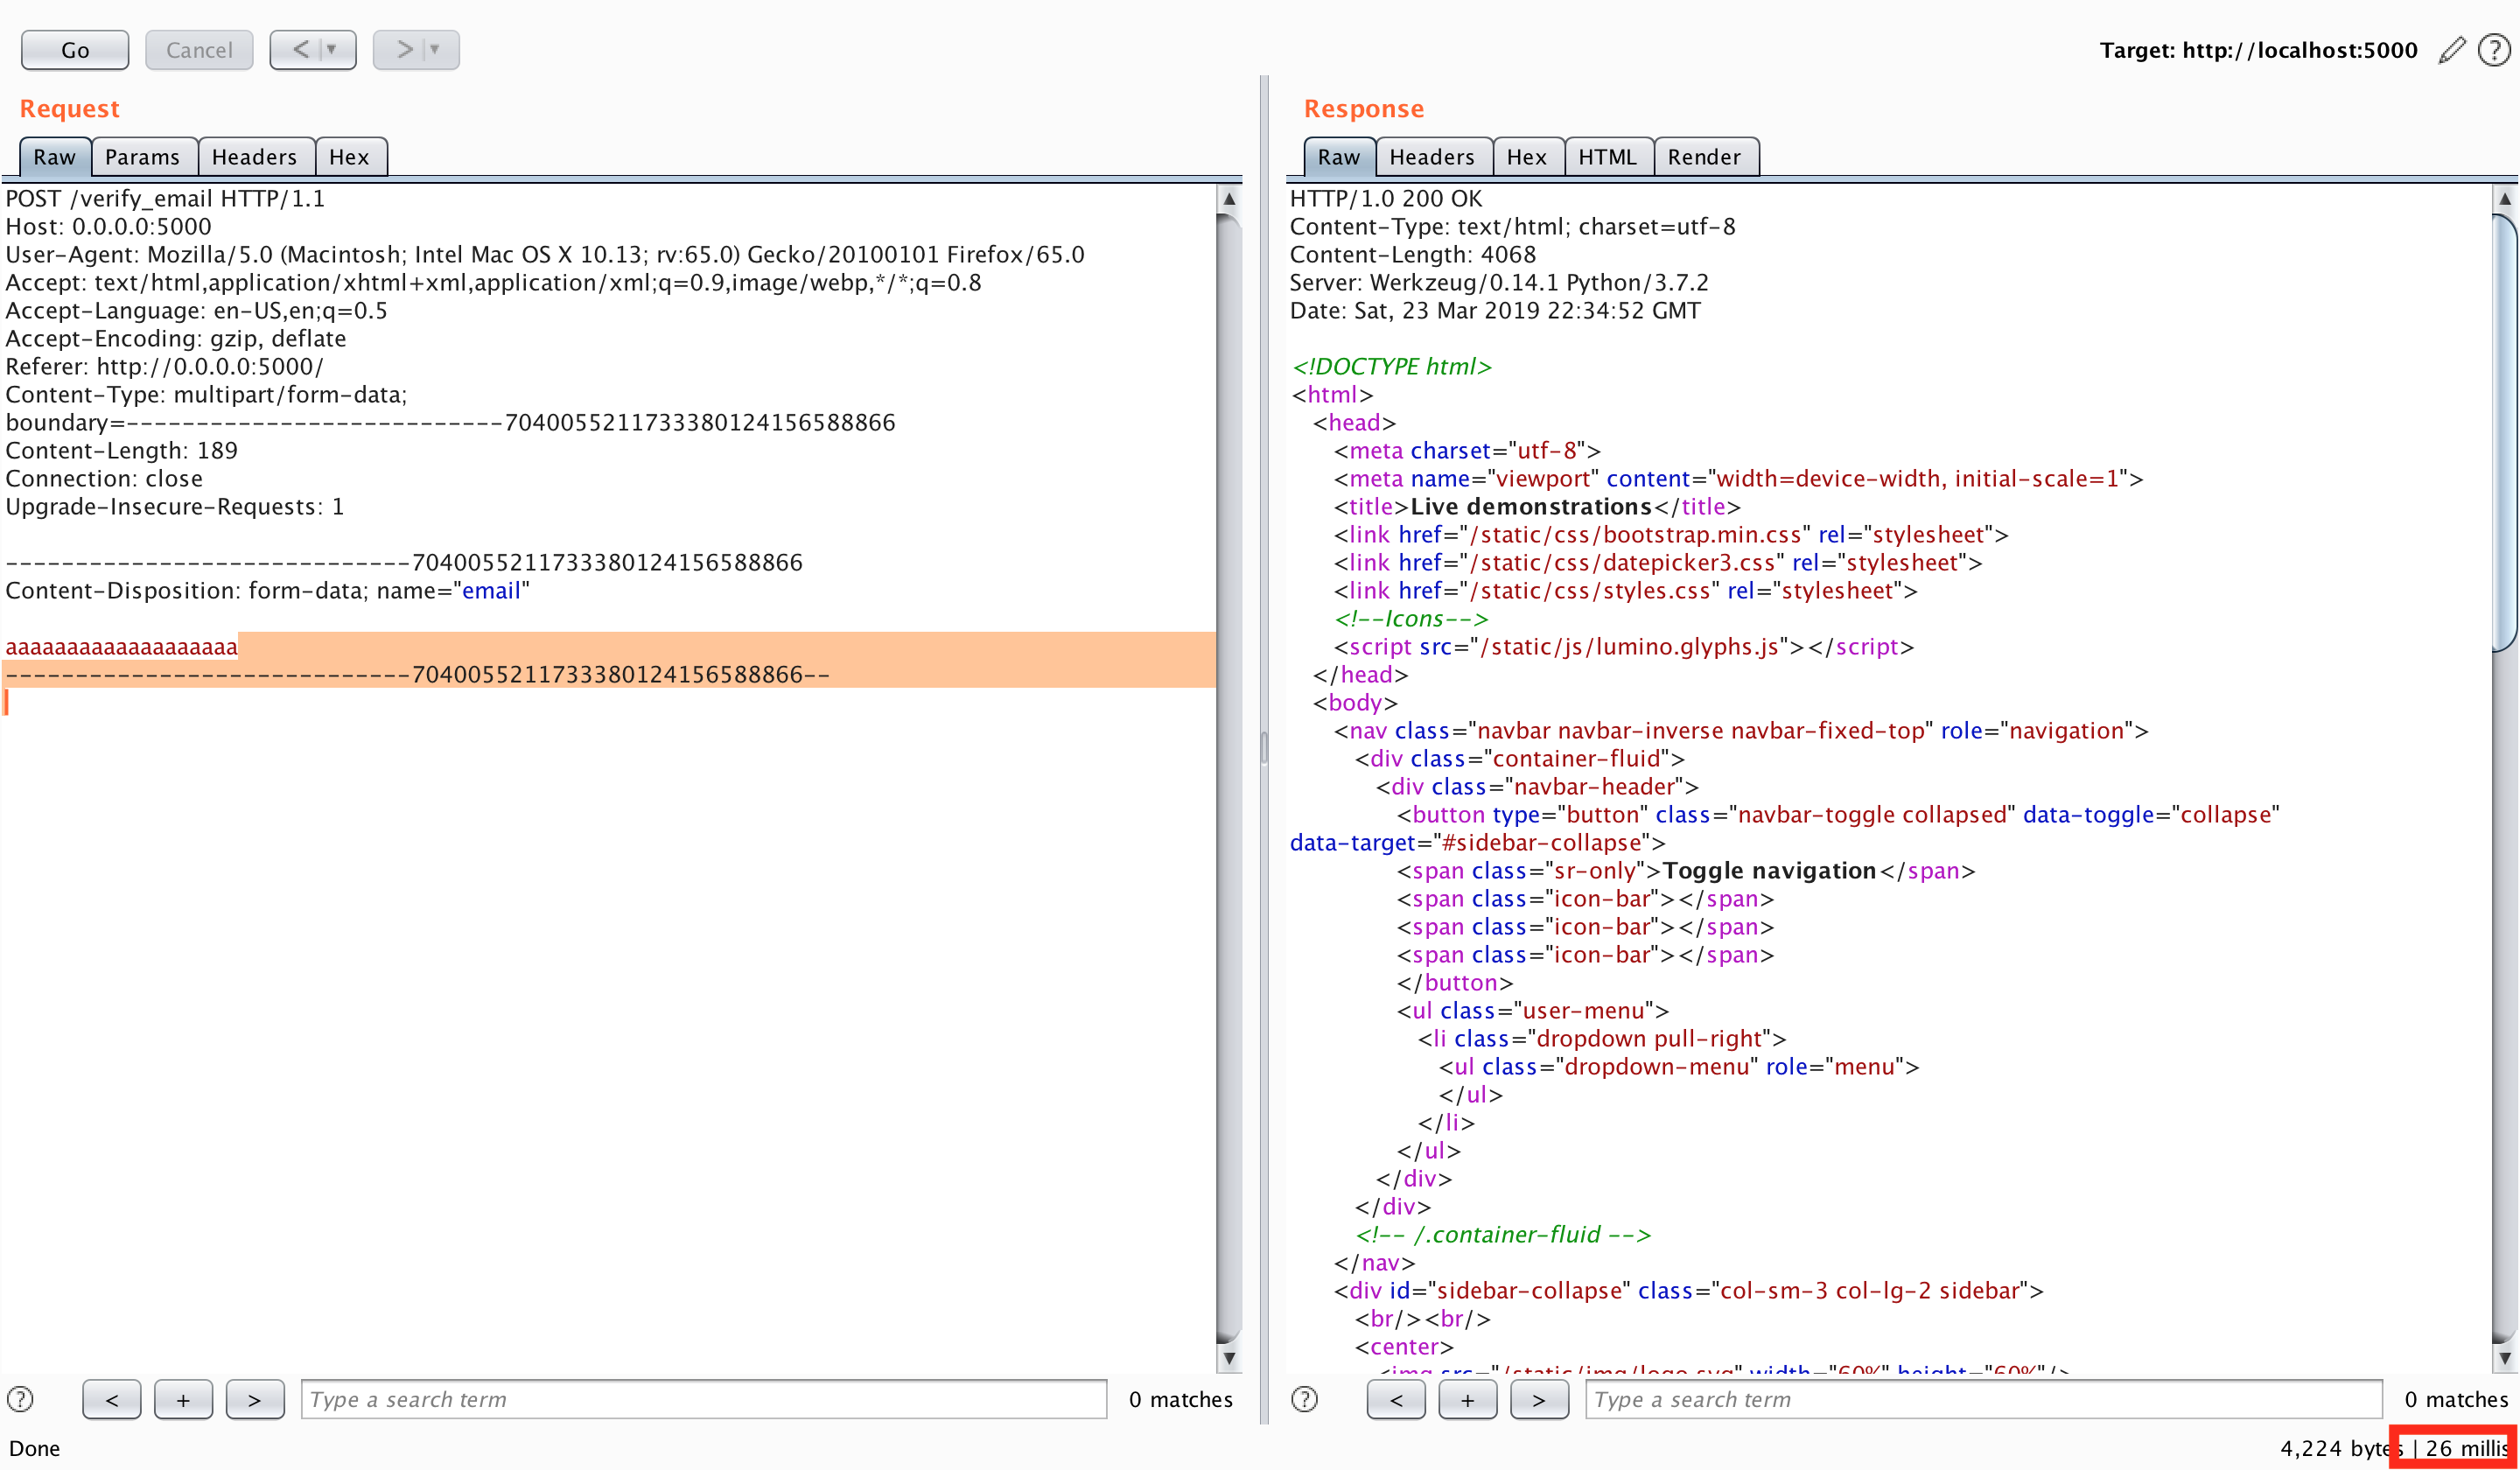 Go
Cancel
<
>
Target: http://localhost:5000
Request
Raw
Params
Headers
Hex
POST /verify_email HTTP/1.1
Host: 0.0.0.0:5000
User-Agent: Mozilla/5.0 (Macintosh; Intel Mac OS X 10.13; rv:65.0) Gecko/20100101 Firefox/65.0
Accept: text/html,application/xhtml+xml,application/xml;q=0.9,image/webp,*/*;q=0.8
Accept-Language: en-US,en;q=0.5
Accept-Encoding: gzip, deflate
Referer: http://0.0.0.0:5000/
Content-Type: multipart/form-data;
boundary=---------------------------7040055211733380124156588866
Content-Length: 189
Connection: close
Upgrade-Insecure-Requests: 1
-----------------------------7040055211733380124156588866
Content-Disposition: form-data; name="email"
aaaaaaaaaaaaaaaaaaa
-----------------------------7040055211733380124156588866--
<
+
>
Type a search term
0 matches
Done
Response
Raw
Headers
Hex
HTML
Render
HTTP/1.0 200 OK
Content-Type: text/html; charset=utf-8
Content-Length: 4068
Server: Werkzeug/0.14.1 Python/3.7.2
Date: Sat, 23 Mar 2019 22:34:52 GMT
<!DOCTYPE html>
<html>
<head>
<meta charset="utf-8">
<meta name="viewport" content="width=device-width, initial-scale=1">
<title>Live demonstrations</title>
<link href="/static/css/bootstrap.min.css" rel="stylesheet">
<link href="/static/css/datepicker3.css" rel="stylesheet">
<link href="/static/css/styles.css" rel="stylesheet">
<!--Icons-->
<script src="/static/js/lumino.glyphs.js"></script>
</head>
<body>
<nav class="navbar navbar-inverse navbar-fixed-top" role="navigation">
<div class="container-fluid">
<div class="navbar-header">
<button type="button" class="navbar-toggle collapsed" data-toggle="collapse"
data-target="#sidebar-collapse">
<span class="sr-only">Toggle navigation</span>
<span class="icon-bar"></span>
<span class="icon-bar"></span>
<span class="icon-bar"></span>
</button>
<ul class="user-menu">
<li class="dropdown pull-right">
<ul class="dropdown-menu" role="menu">
</ul>
</li>
</ul>
</div>
</div>
<!-- /.container-fluid -->
</nav>
<div id="sidebar-collapse" class="col-sm-3 col-lg-2 sidebar">
<br/><br/>
<center>
<img src="/static/img/logo.svg" width="60%" height="60%"/>
<
+
>
Type a search term
0 matches
4,224 bytes | 26 millis